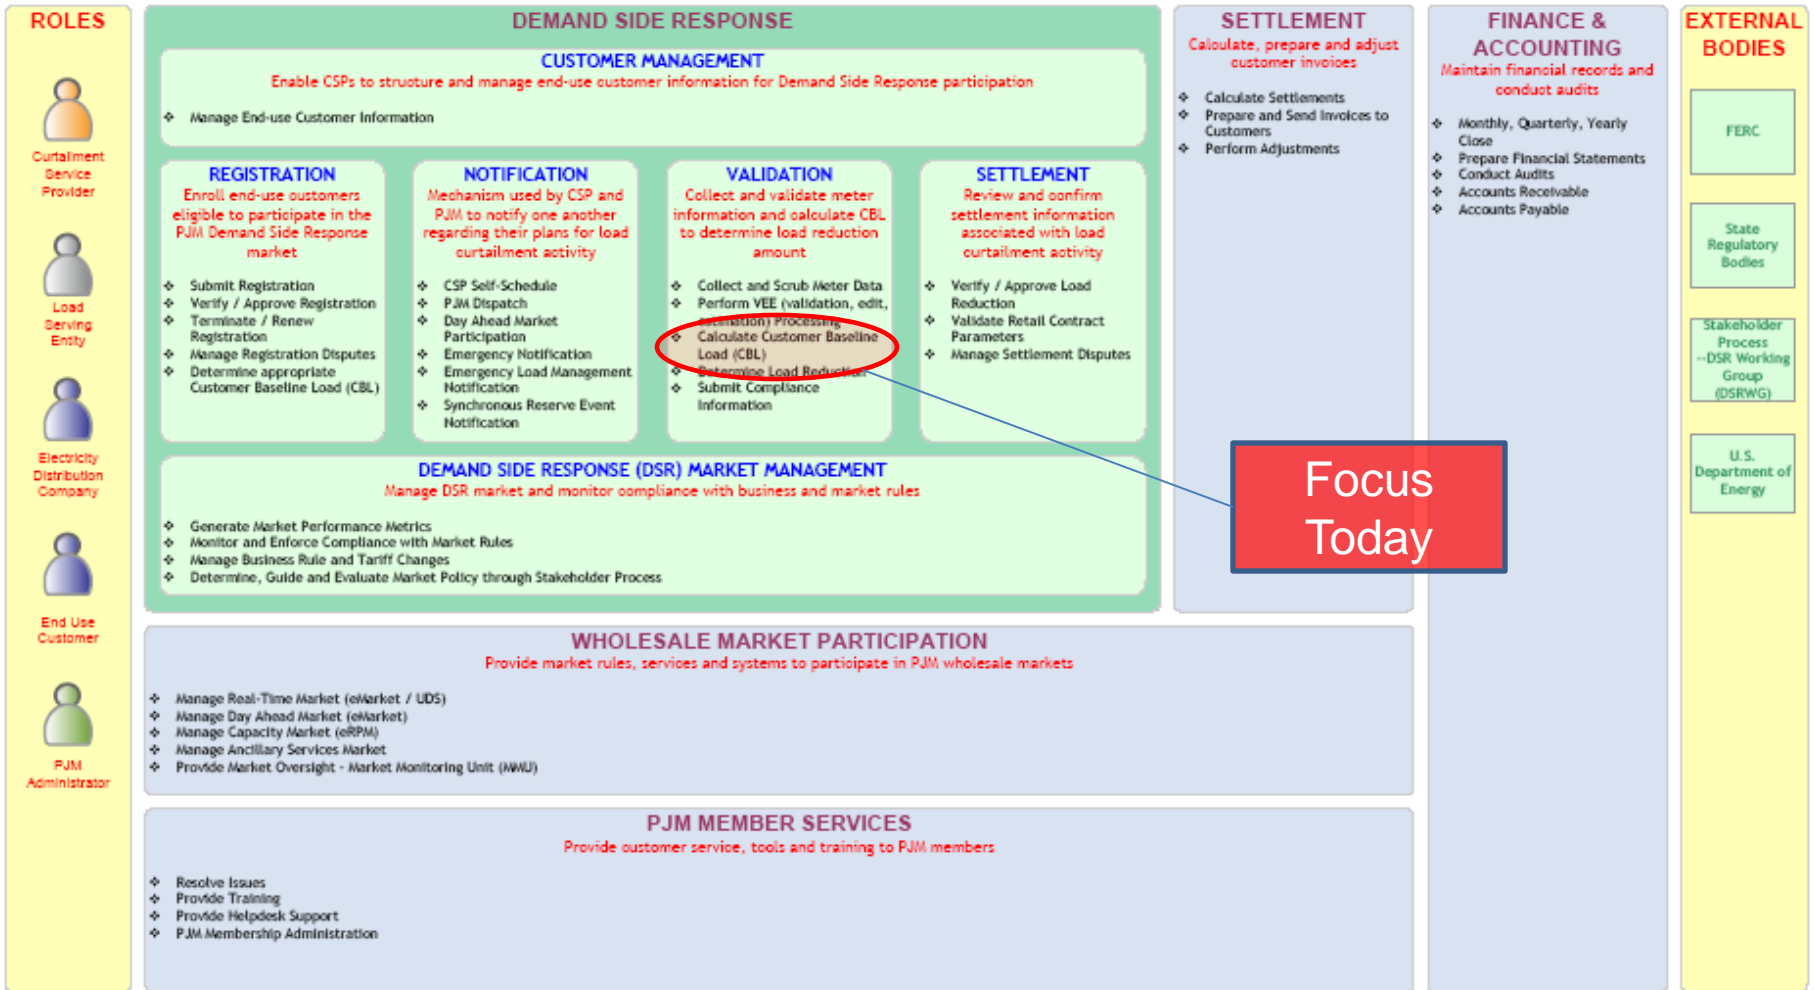 ROLES
Curtailment
Service
Provider
Load
Serving
Entity
Electricity
Distribution
Company
End Use
Customer
PJM
Administrator
DEMAND SIDE RESPONSE
CUSTOMER MANAGEMENT
Enable CSPs to structure and manage end-use customer information for Demand Side Response participation
❖ Manage End-use Customer Information
REGISTRATION
Enroll end-use customers
eligible to participate in the
PJM Demand Side Response
market
❖ Submit Registration
❖ Verify / Approve Registration
❖ Terminate / Renew
Registration
❖ Manage Registration Disputes
❖ Determine appropriate
Customer Baseline Load (CBL)
NOTIFICATION
Mechanism used by CSP and
PJM to notify one another
regarding their plans for load
curtailment activity
❖ CSP Self-Schedule
❖ PJM Dispatch
❖ Day Ahead Market
Participation
❖ Emergency Notification
❖ Emergency Load Management
Notification
❖ Synchronous Reserve Event
Notification
VALIDATION
Collect and validate meter
information and calculate CBL
to determine load reduction
amount
❖ Collect and Scrub Meter Data
❖ Perform VEE (validation, edit,
estimation) Processing
❖ Calculate Customer Baseline
Load (CBL)
❖ Determine Load Reduction
❖ Submit Compliance
Information
SETTLEMENT
Review and confirm
settlement information
associated with load
curtailment activity
❖ Verify / Approve Load
Reduction
❖ Validate Retail Contract
Parameters
❖ Manage Settlement Disputes
DEMAND SIDE RESPONSE (DSR) MARKET MANAGEMENT
Manage DSR market and monitor compliance with business and market rules
❖ Generate Market Performance Metrics
❖ Monitor and Enforce Compliance with Market Rules
❖ Manage Business Rule and Tariff Changes
❖ Determine, Guide and Evaluate Market Policy through Stakeholder Process
SETTLEMENT
Calculate, prepare and adjust
customer invoices
❖ Calculate Settlements
❖ Prepare and Send Invoices to
Customers
❖ Perform Adjustments
FINANCE &
ACCOUNTING
Maintain financial records and
conduct audits
❖ Monthly, Quarterly, Yearly
Close
❖ Prepare Financial Statements
❖ Conduct Audits
❖ Accounts Receivable
❖ Accounts Payable
Focus
Today
WHOLESALE MARKET PARTICIPATION
Provide market rules, services and systems to participate in PJM wholesale markets
❖ Manage Real-Time Market (eMarket / UDS)
❖ Manage Day Ahead Market (eMarket)
❖ Manage Capacity Market (eRPM)
❖ Manage Ancillary Services Market
❖ Provide Market Oversight - Market Monitoring Unit (MMU)
PJM MEMBER SERVICES
Provide customer service, tools and training to PJM members
❖ Resolve Issues
❖ Provide Training
❖ Provide Helpdesk Support
❖ PJM Membership Administration
EXTERNAL
BODIES
FERC
State
Regulatory
Bodies
Stakeholder
Process
--DSR Working
Group
(DSRWG)
U.S.
Department of
Energy